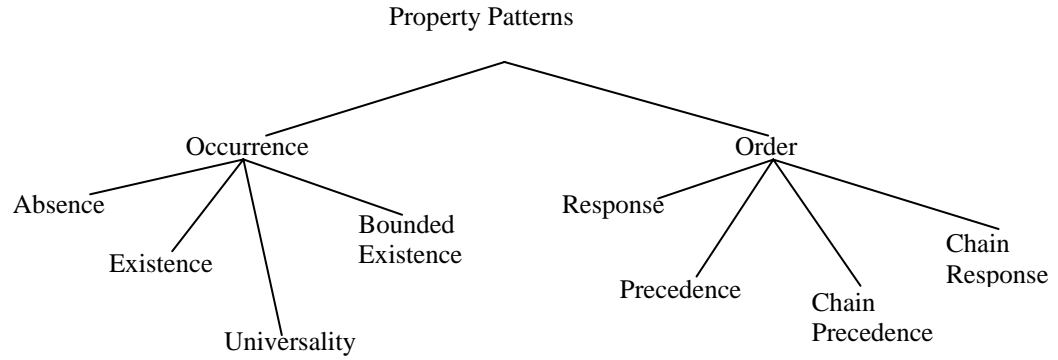 Property Patterns
Occurrence
Order
Absence
Existence
Universality
Bounded
Existence
Response
Precedence
Chain
Precedence
Chain
Response